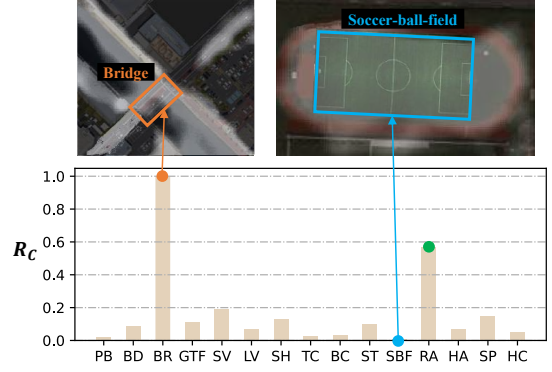 Bridge
Soccer-ball-field
R_C
1.0
0.8
0.6
0.4
0.2
0.0
PB BD BR GTF SV LV SH TC BC ST SBF RA HA SP HC